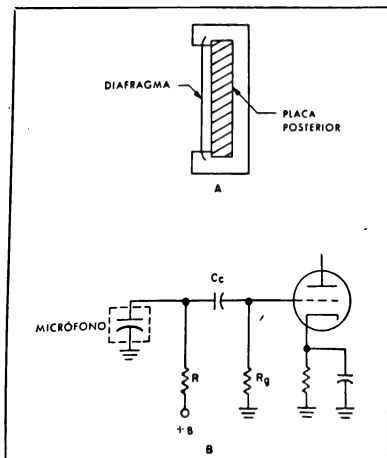 DIAFRAGMA
PLACA
POSTERIOR
A
Cc
MICRÓFONO
R
Rg
+B
B